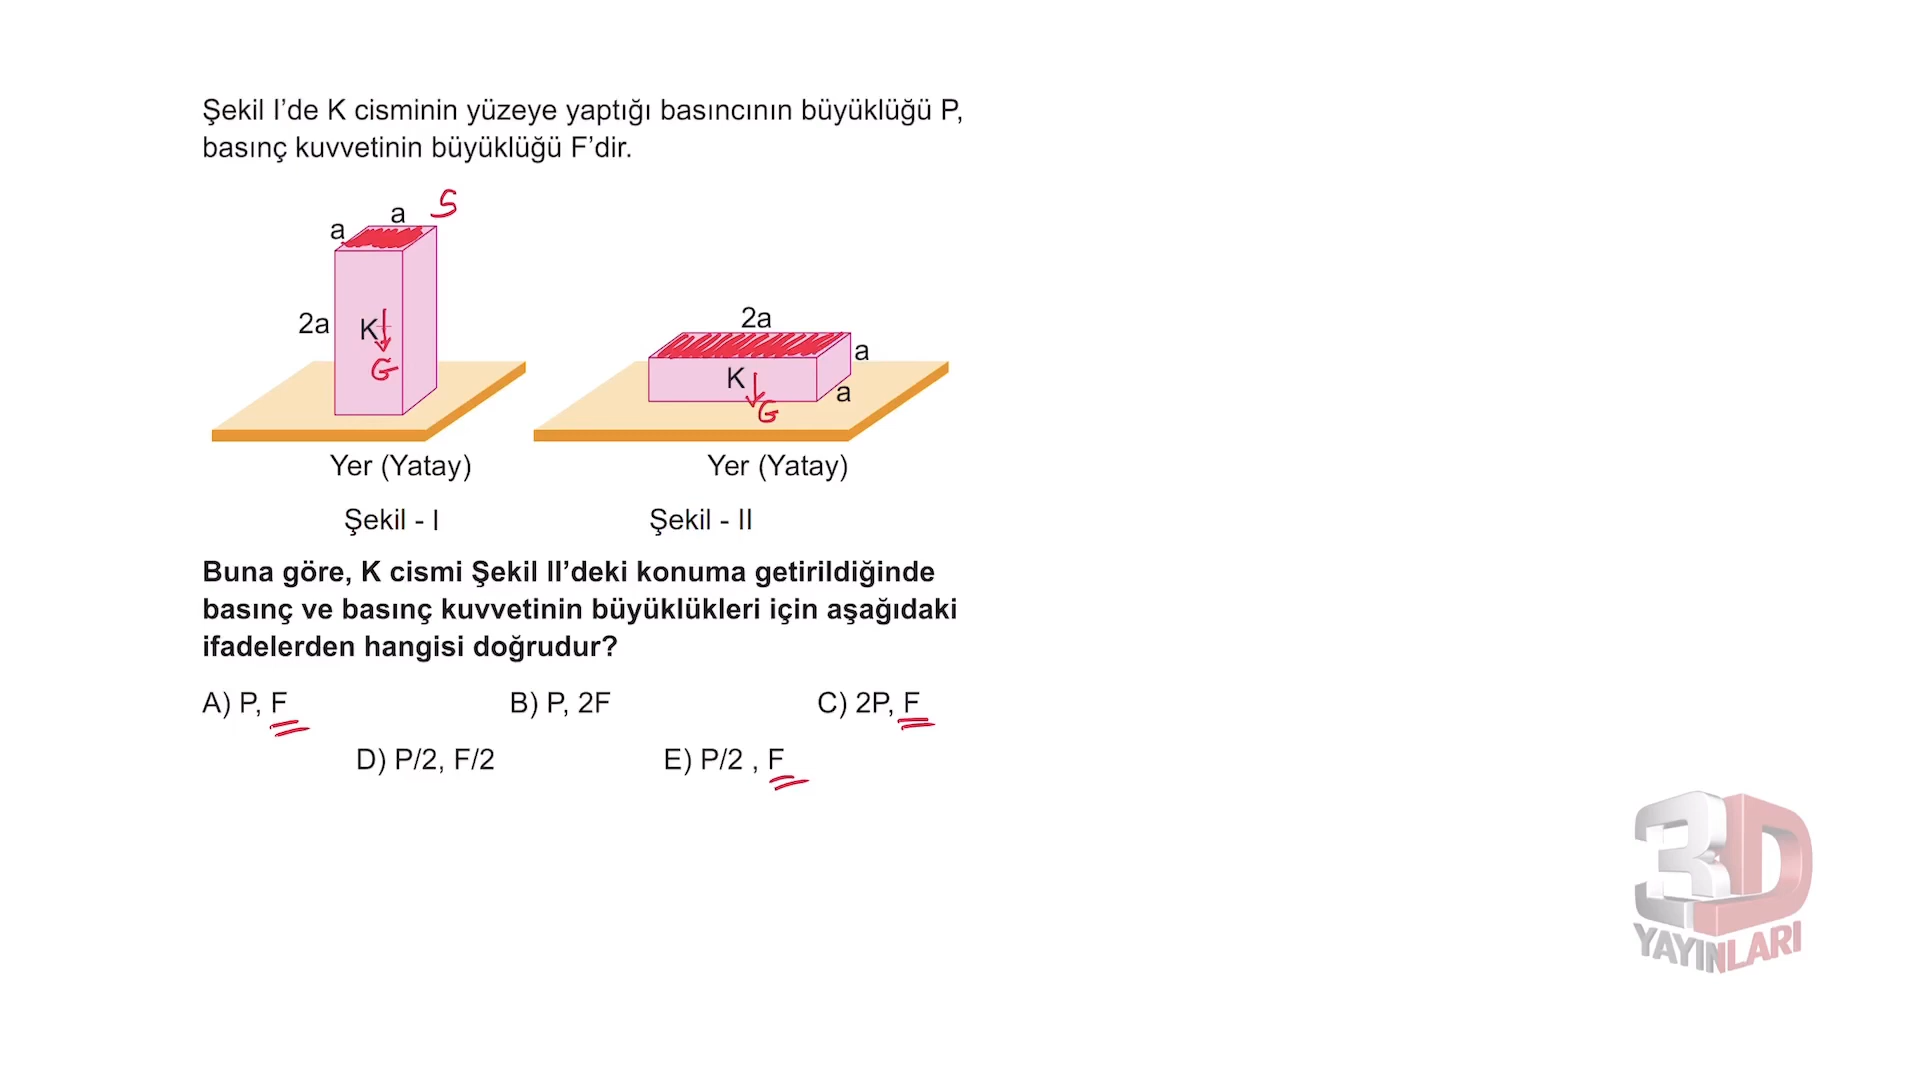 Şekil I’de K cisminin yüzeye yaptığı basıncının büyüklüğü P,
basınç kuvvetinin büyüklüğü F’dir.
a
a
S
2a
K
G
Yer (Yatay)
Şekil - I
2a
a
K
a
G
Yer (Yatay)
Şekil - II
Buna göre, K cismi Şekil II’deki konuma getirildiğinde
basınç ve basınç kuvvetinin büyüklükleri için aşağıdaki
ifadelerden hangisi doğrudur?
A) P, F
B) P, 2F
C) 2P, F
D) P/2, F/2
E) P/2 , F
3D
YAYINLARI